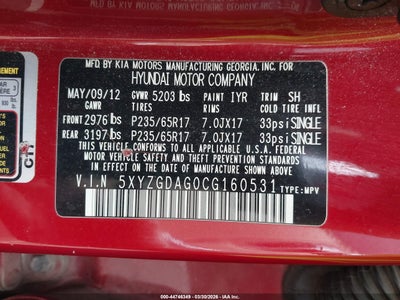 MFD. BY KIA MOTORS MANUFACTURING GEORGIA, INC. FOR
HYUNDAI MOTOR COMPANY
MAY/09/12 GVWR 5203 lbs PAINT IYR TRIM SH
GAWR TIRES RIMS COLD TIRE INFL
FRONT 2976 lbs P235/65R17 7.0JX17 33psi SINGLE
REAR 3197 lbs P235/65R17 7.0JX17 33psi SINGLE
THIS VEHICLE CONFORMS TO ALL APPLICABLE FEDERAL
MOTOR VEHICLE SAFETY, BUMPER, AND THEFT PREVENTION
STANDARDS IN EFFECT ON THE DATE OF MANUFACTURE SHOWN ABOVE.
V.I.N 5XYZGDAG0CG160531 TYPE:MPV
000-44746349 - 03/30/2026 - IAA Inc.